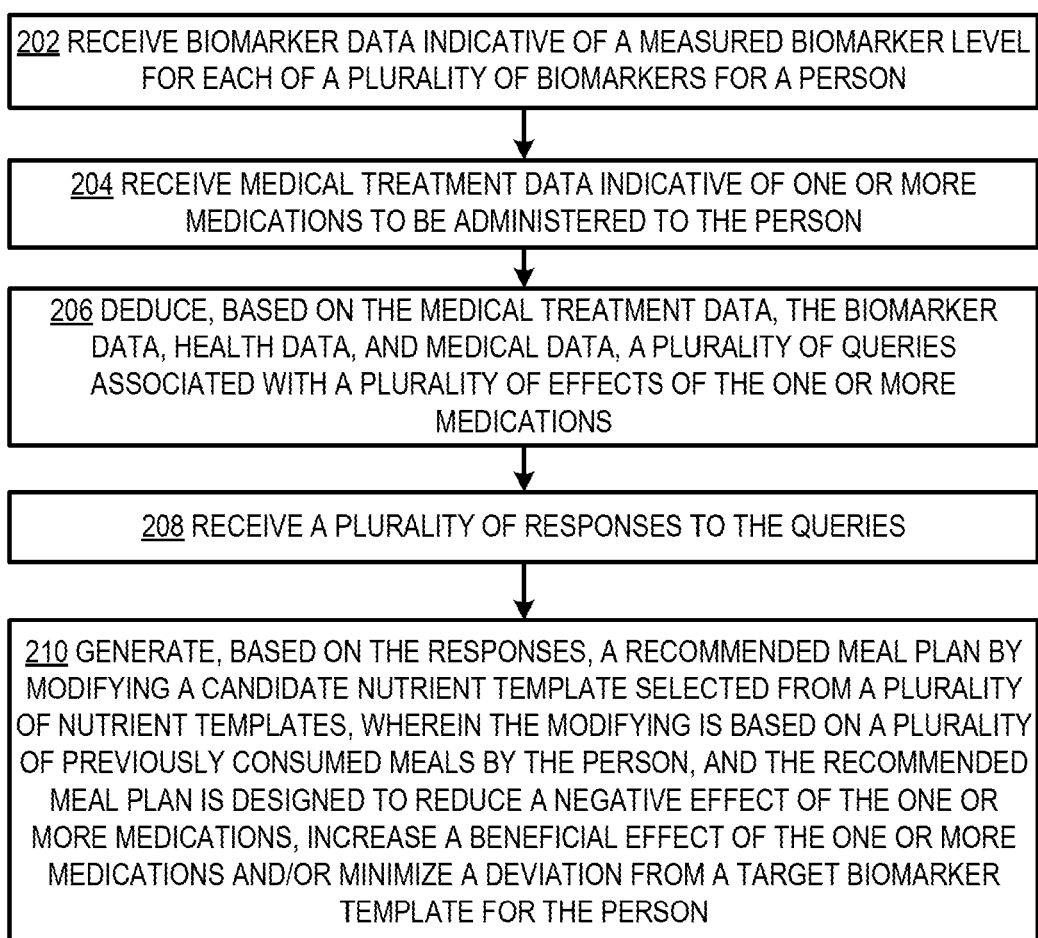 202 RECEIVE BIOMARKER DATA INDICATIVE OF A MEASURED BIOMARKER LEVEL
FOR EACH OF A PLURALITY OF BIOMARKERS FOR A PERSON
204 RECEIVE MEDICAL TREATMENT DATA INDICATIVE OF ONE OR MORE
MEDICATIONS TO BE ADMINISTERED TO THE PERSON
206 DEDUCE, BASED ON THE MEDICAL TREATMENT DATA, THE BIOMARKER
DATA, HEALTH DATA, AND MEDICAL DATA, A PLURALITY OF QUERIES
ASSOCIATED WITH A PLURALITY OF EFFECTS OF THE ONE OR MORE
MEDICATIONS
208 RECEIVE A PLURALITY OF RESPONSES TO THE QUERIES
210 GENERATE, BASED ON THE RESPONSES, A RECOMMENDED MEAL PLAN BY
MODIFYING A CANDIDATE NUTRIENT TEMPLATE SELECTED FROM A PLURALITY
OF NUTRIENT TEMPLATES, WHEREIN THE MODIFYING IS BASED ON A PLURALITY
OF PREVIOUSLY CONSUMED MEALS BY THE PERSON, AND THE RECOMMENDED
MEAL PLAN IS DESIGNED TO REDUCE A NEGATIVE EFFECT OF THE ONE OR
MORE MEDICATIONS, INCREASE A BENEFICIAL EFFECT OF THE ONE OR MORE
MEDICATIONS AND/OR MINIMIZE A DEVIATION FROM A TARGET BIOMARKER
TEMPLATE FOR THE PERSON